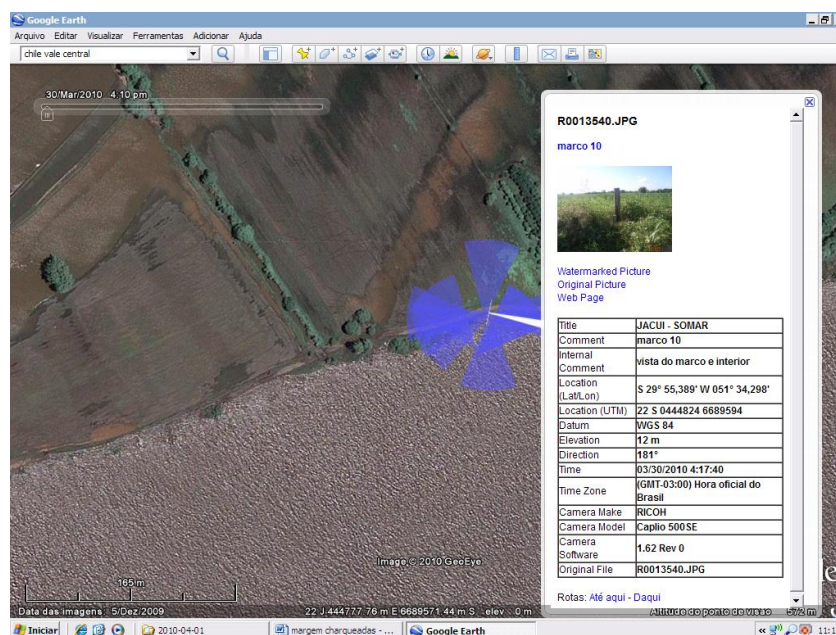 Google Earth
Arquivo Editar Visualizar Ferramentas Adicionar Ajuda
chile vale central
30/Mar/2010 4:10 pm
R0013540.JPG
marco 10
Watermarked Picture
Original Picture
Web Page
Title JACUI - SOMAR
Comment marco 10
Internal Comment vista do marco e interior
Location (Lat/Lon) S 29° 55,389' W 051° 34,298'
Location (UTM) 22 S 0444824 6689594
Datum WGS 84
Elevation 12 m
Direction 181°
Time 03/30/2010 4:17:40
Time Zone (GMT-03:00) Hora oficial do Brasil
Camera Make RICOH
Camera Model Caplio 500SE
Camera Software 1.62 Rev 0
Original File R0013540.JPG
Rotas: Até aqui - Daqui
Image © 2010 GeoEye
165 m
Data das imagens: 5/Dez/2009 22 J 444777.76 m E 6689571.44 m S elev 0 m Altitude do ponto de visão 572 m
Iniciar 2010-04-01 margem charqueadas - ... Google Earth